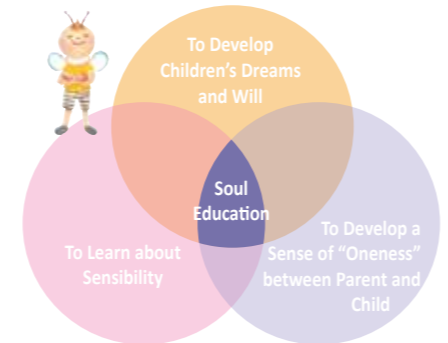 To Develop
Children's Dreams
and Will
Soul
Education
To Learn about
Sensibility
To Develop a
Sense of “Oneness”
between Parent and
Child